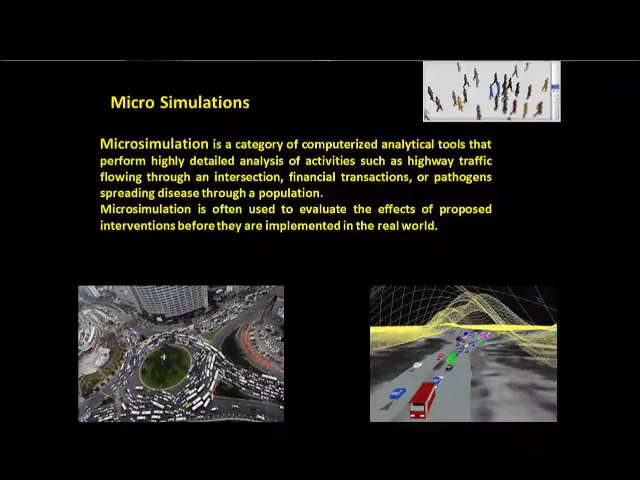 Micro Simulations
Microsimulation is a category of computerized analytical tools that
perform highly detailed analysis of activities such as highway traffic
flowing through an intersection, financial transactions, or pathogens
spreading disease through a population.
Microsimulation is often used to evaluate the effects of proposed
interventions before they are implemented in the real world.